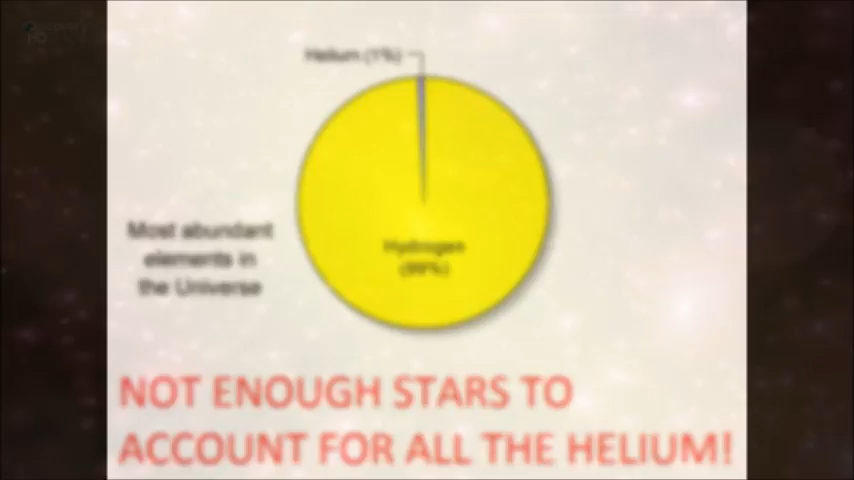 Helium (1%)
Hydrogen
(99%)
Most abundant
elements in
the Universe
NOT ENOUGH STARS TO
ACCOUNT FOR ALL THE HELIUM!